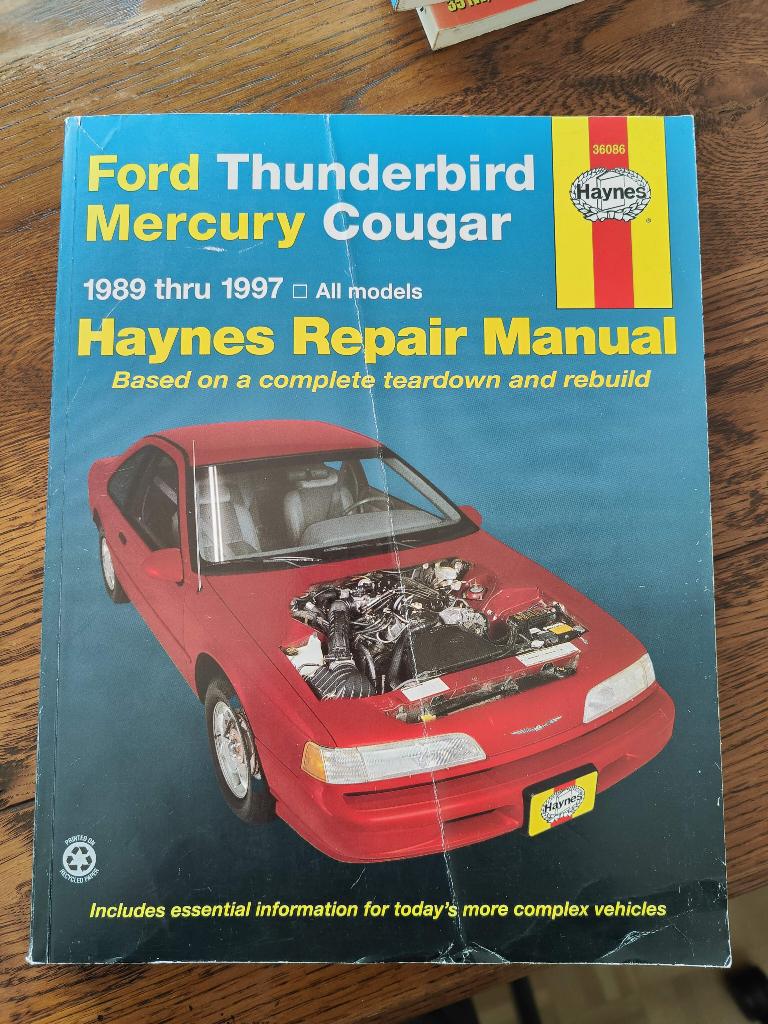 Ford Thunderbird
Mercury Cougar
36086
Haynes
®
1989 thru 1997 □ All models
Haynes Repair Manual
Based on a complete teardown and rebuild
Haynes
PRINTED ON
RECYCLED PAPER
Includes essential information for today's more complex vehicles